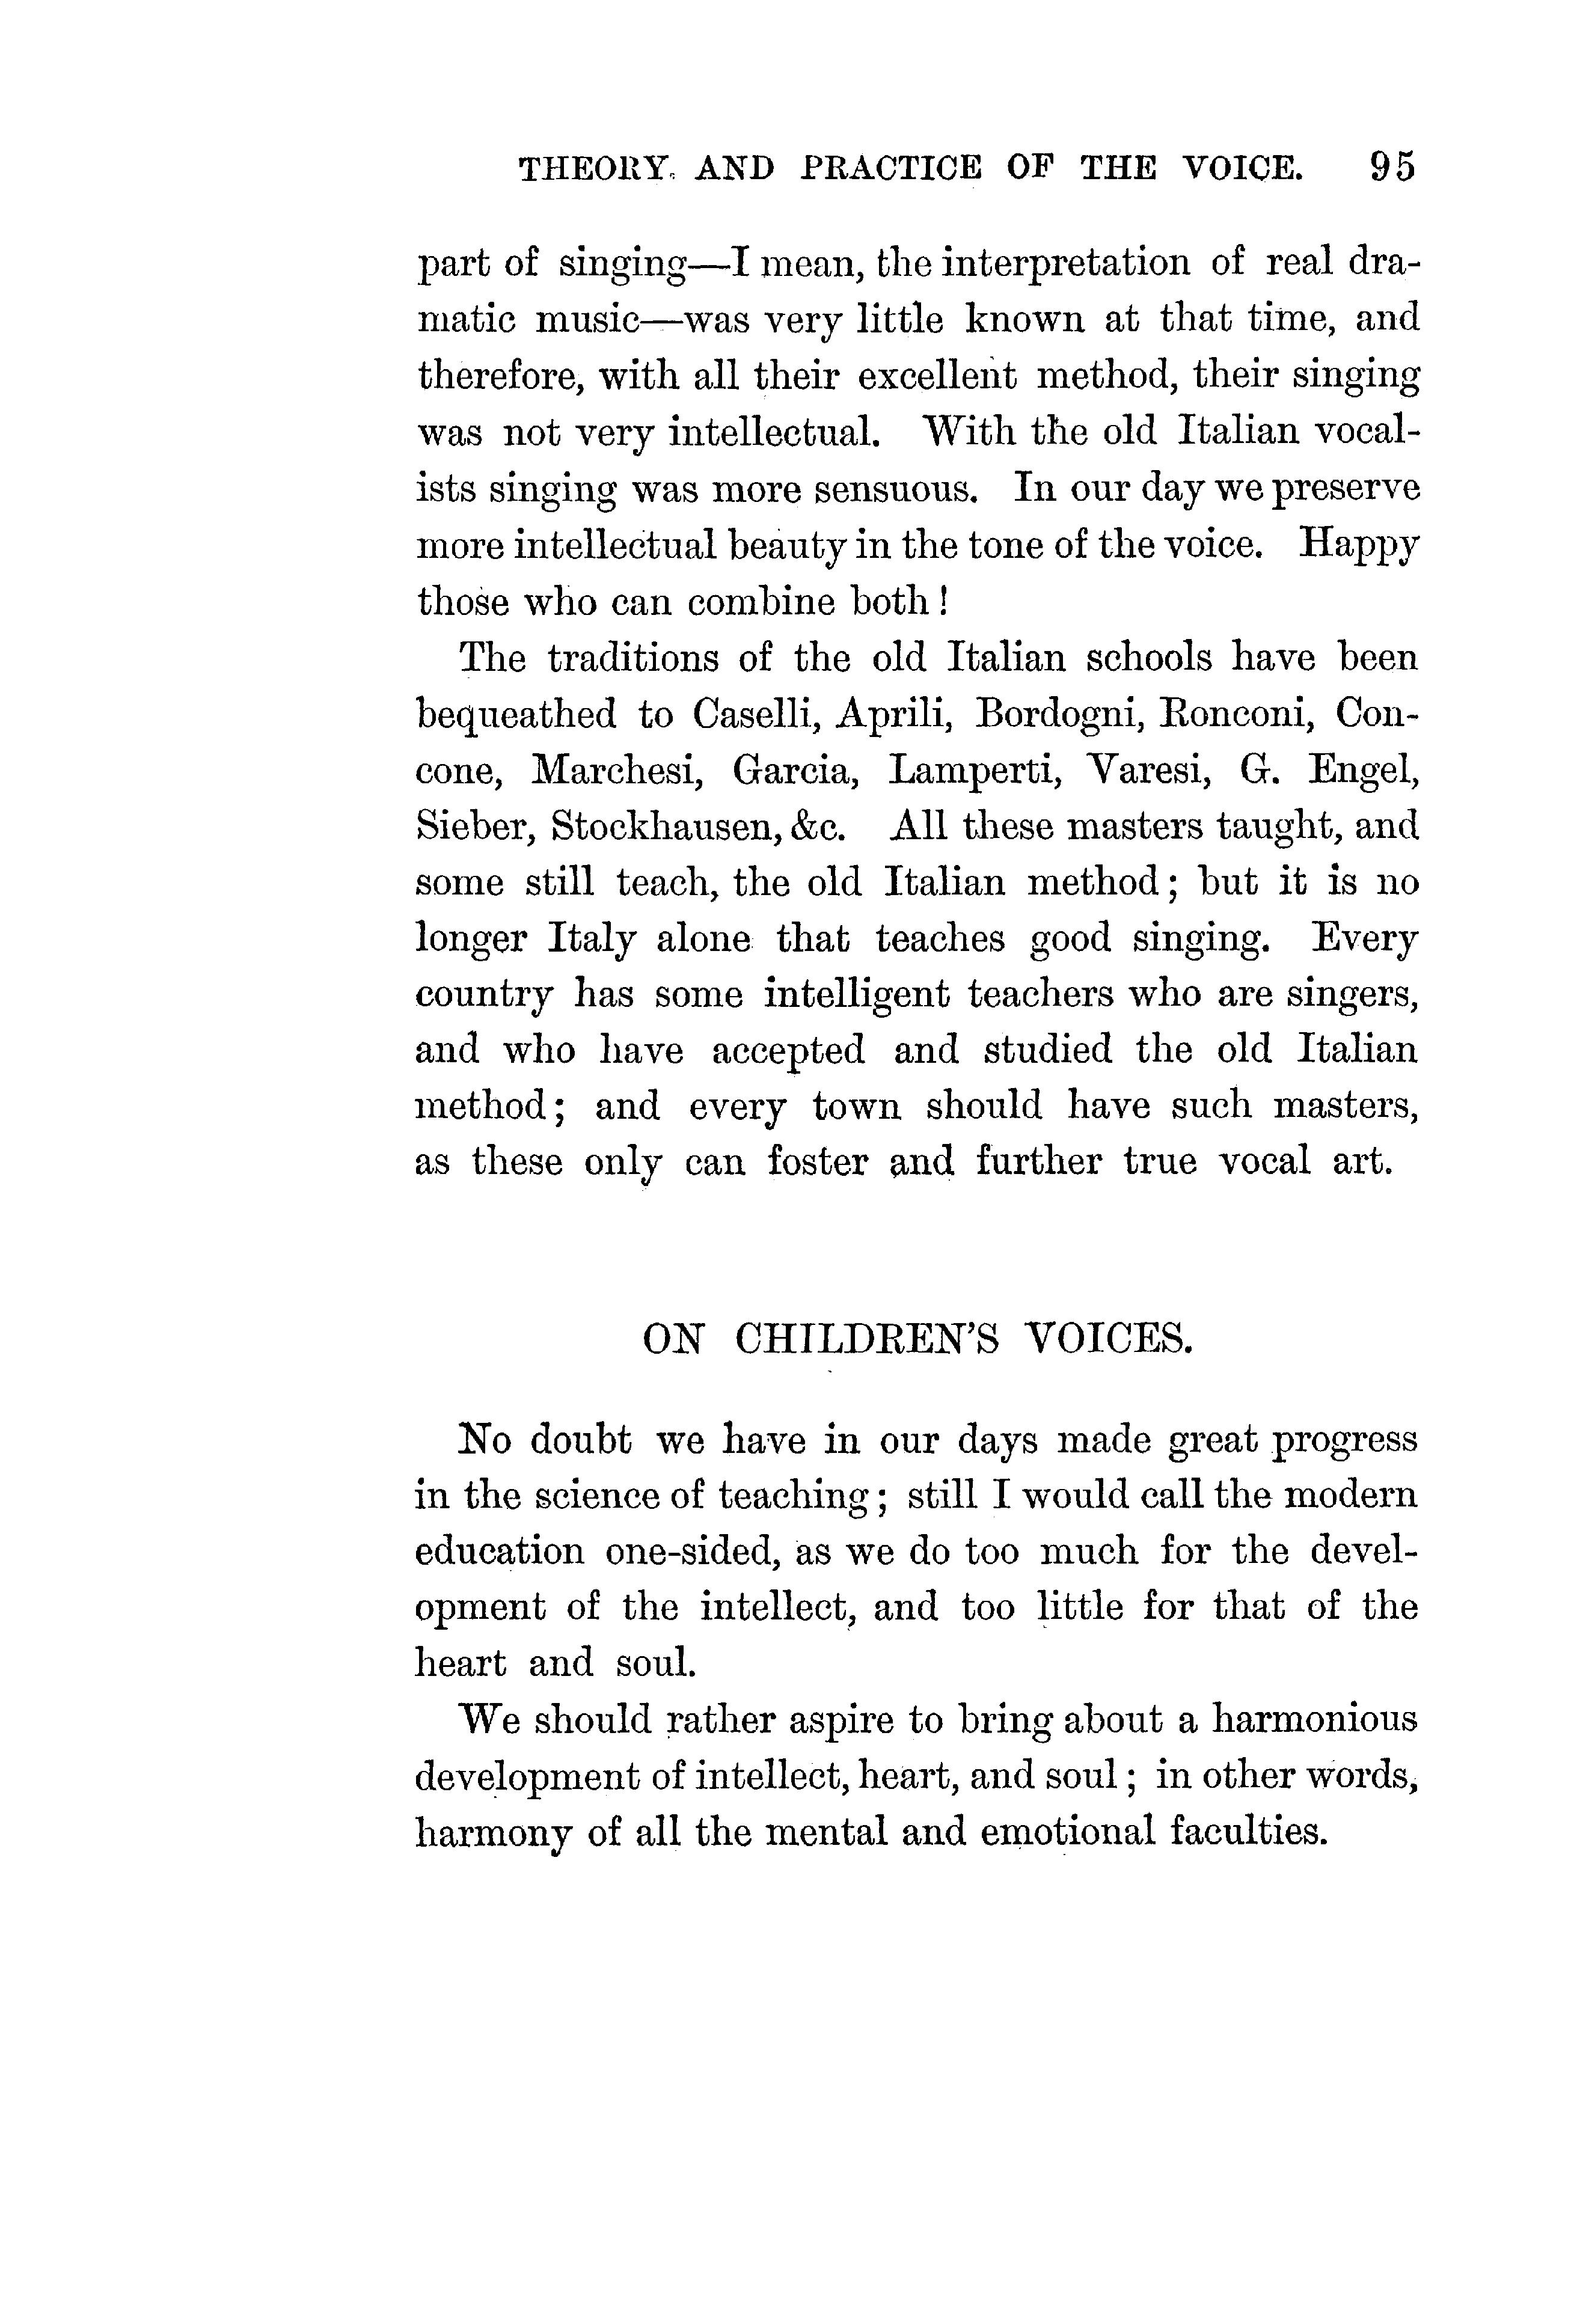 THEORY AND PRACTICE OF THE VOICE. 95
part of singing—I mean, the interpretation of real dra-
matic music—was very little known at that time, and
therefore, with all their excellent method, their singing
was not very intellectual. With the old Italian vocal-
ists singing was more sensuous. In our day we preserve
more intellectual beauty in the tone of the voice. Happy
those who can combine both!
The traditions of the old Italian schools have been
bequeathed to Caselli, Aprili, Bordogni, Ronconi, Con-
cone, Marchesi, Garcia, Lamperti, Varesi, G. Engel,
Sieber, Stockhausen, &c. All these masters taught, and
some still teach, the old Italian method; but it is no
longer Italy alone that teaches good singing. Every
country has some intelligent teachers who are singers,
and who have accepted and studied the old Italian
method; and every town should have such masters,
as these only can foster and further true vocal art.
ON CHILDREN'S VOICES.
No doubt we have in our days made great progress
in the science of teaching; still I would call the modern
education one-sided, as we do too much for the devel-
opment of the intellect, and too little for that of the
heart and soul.
We should rather aspire to bring about a harmonious
development of intellect, heart, and soul; in other words,
harmony of all the mental and emotional faculties.